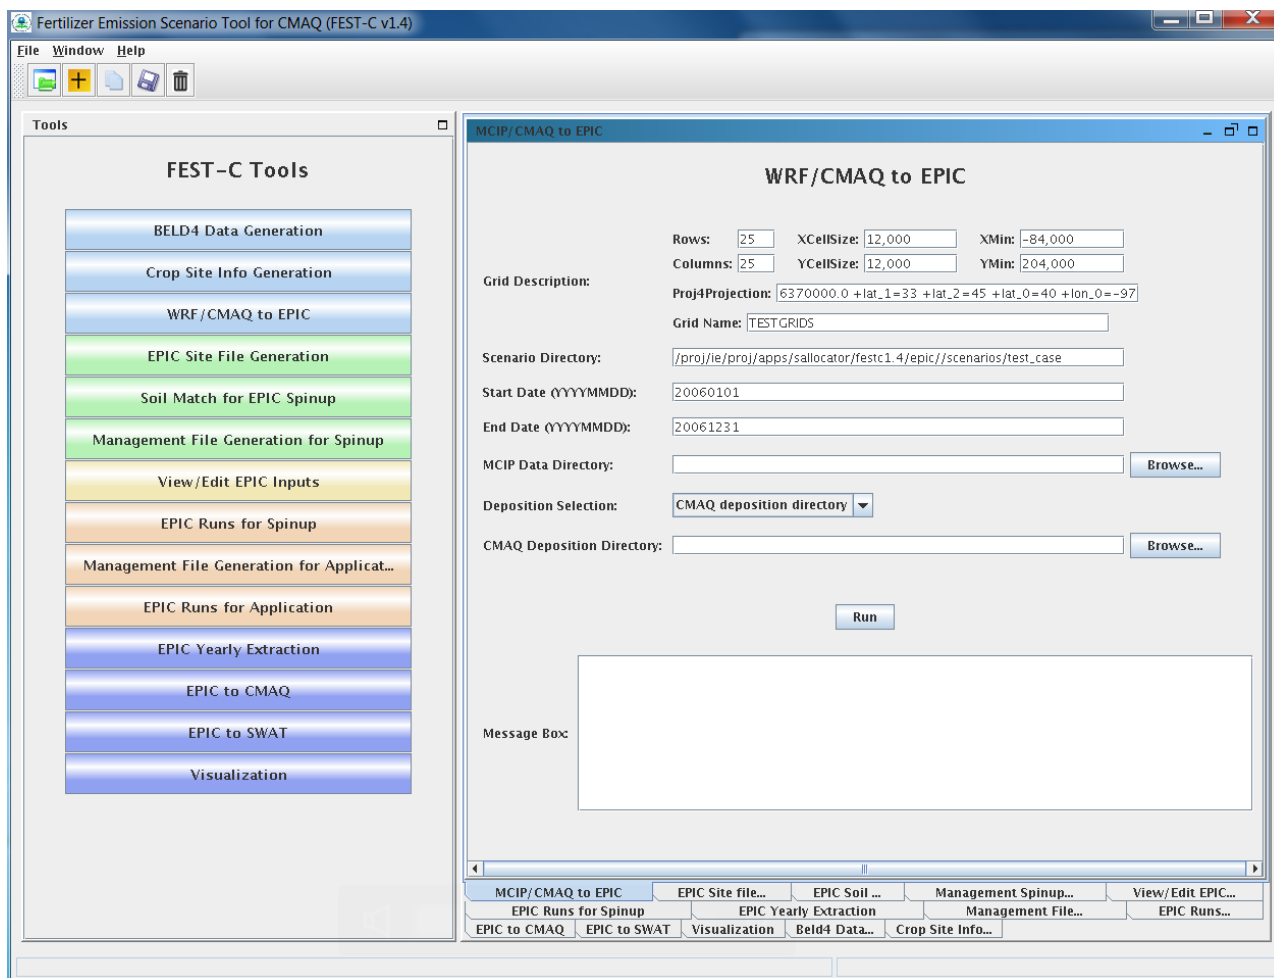 Fertilizer Emission Scenario Tool for CMAQ (FEST-C v1.4)
File Window Help
Tools
FEST-C Tools
BELD4 Data Generation
Crop Site Info Generation
WRF/CMAQ to EPIC
EPIC Site File Generation
Soil Match for EPIC Spinup
Management File Generation for Spinup
View/Edit EPIC Inputs
EPIC Runs for Spinup
Management File Generation for Applicat...
EPIC Runs for Application
EPIC Yearly Extraction
EPIC to CMAQ
EPIC to SWAT
Visualization
MCIP/CMAQ to EPIC
WRF/CMAQ to EPIC
Grid Description:
Rows: 25 XCellSize: 12,000 XMin: -84,000
Columns: 25 YCellSize: 12,000 YMin: 204,000
Proj4Projection: 6370000.0 +lat_1=33 +lat_2=45 +lat_0=40 +lon_0=-97
Grid Name: TESTGRIDS
Scenario Directory: /proj/ie/proj/apps/sallocator/festc1.4/epic//scenarios/test_case
Start Date (YYYYMMDD): 20060101
End Date (YYYYMMDD): 20061231
MCIP Data Directory: Browse...
Deposition Selection: CMAQ deposition directory
CMAQ Deposition Directory: Browse...
Run
Message Box:
MCIP/CMAQ to EPIC EPIC Site file... EPIC Soil ... Management Spinup... View/Edit EPIC...
EPIC Runs for Spinup EPIC Yearly Extraction Management File... EPIC Runs...
EPIC to CMAQ EPIC to SWAT Visualization Beld4 Data... Crop Site Info...